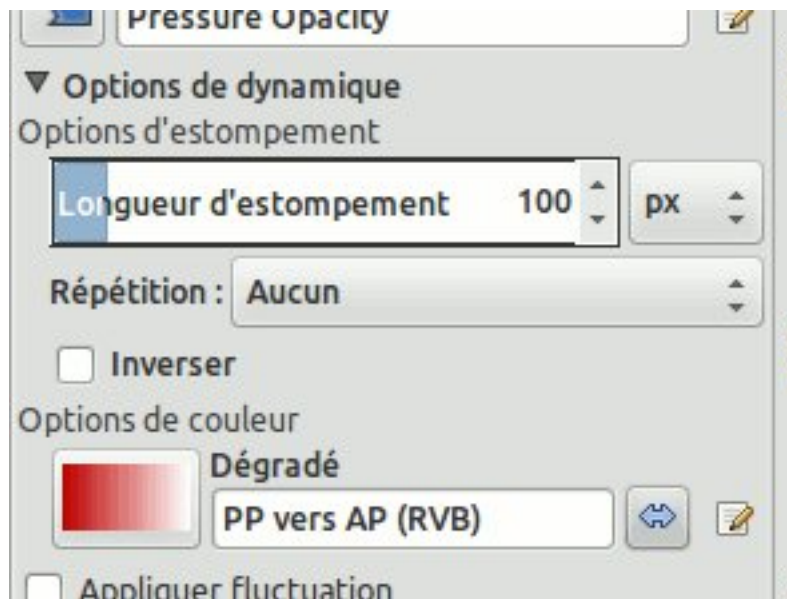 Pressure Opacity
Options de dynamique
Options d'estompement
Longueur d'estompement 100 px
Répétition : Aucun
Inverser
Options de couleur
Dégradé
PP vers AP (RVB)
Appliquer fluctuation